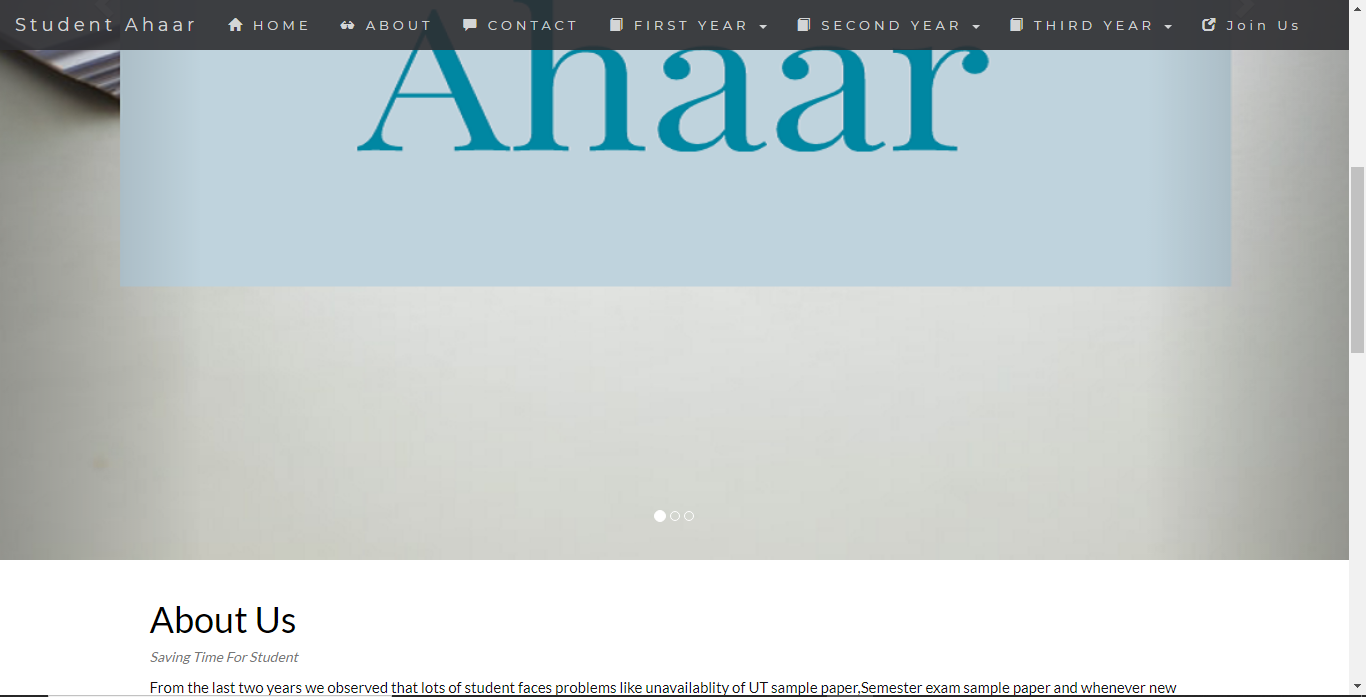 Student Ahaar HOME ABOUT CONTACT FIRST YEAR SECOND YEAR THIRD YEAR Join Us
Ahaar
About Us
Saving Time For Student
From the last two years we observed that lots of student faces problems like unavailablity of UT sample paper,Semester exam sample paper and whenever new